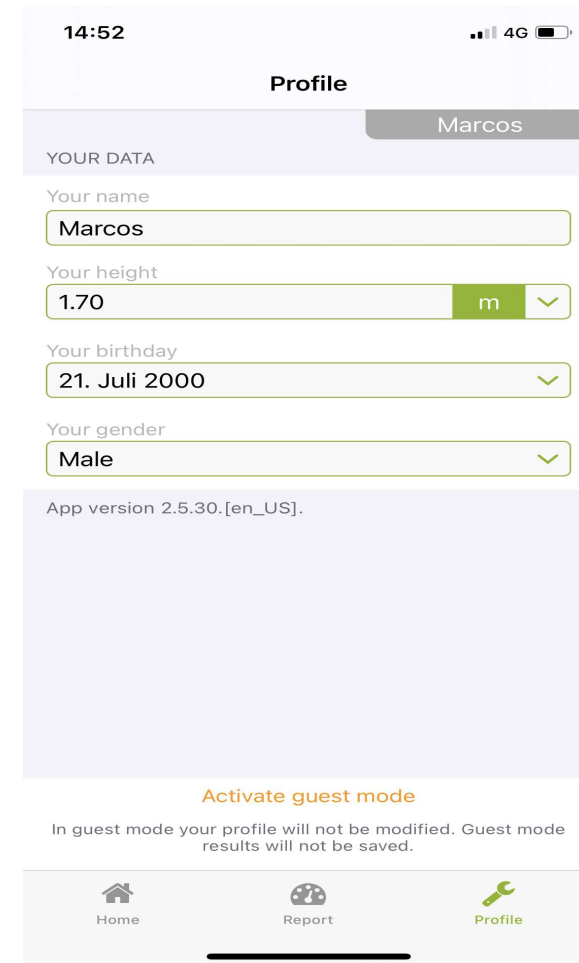 14:52
4G
Profile
Marcos
YOUR DATA
Your name
Marcos
Your height
1.70
m
Your birthday
21. Juli 2000
Your gender
Male
App version 2.5.30.[en_US].
Activate guest mode
In guest mode your profile will not be modified. Guest mode
results will not be saved.
Home
Report
Profile